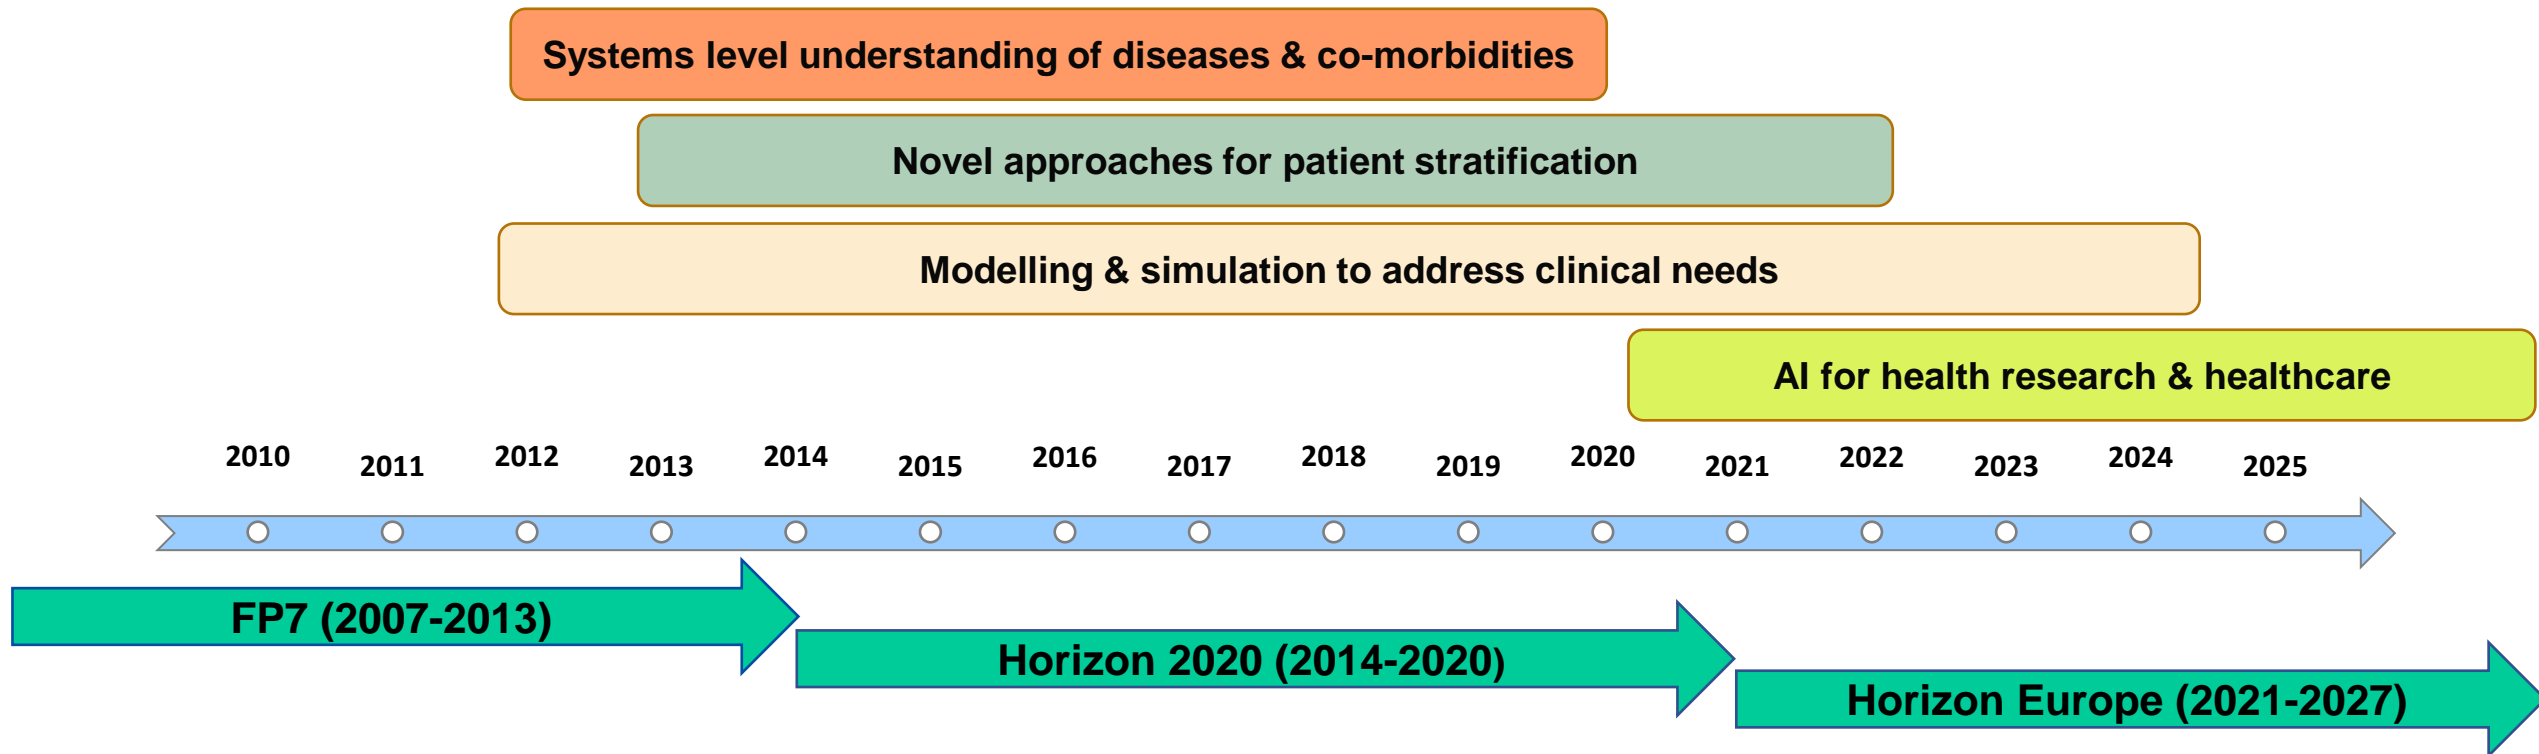 Systems level understanding of diseases & co-morbidities
Novel approaches for patient stratification
Modelling & simulation to address clinical needs
AI for health research & healthcare
2010 2011 2012 2013 2014 2015 2016 2017 2018 2019 2020 2021 2022 2023 2024 2025
FP7 (2007-2013)
Horizon 2020 (2014-2020)
Horizon Europe (2021-2027)